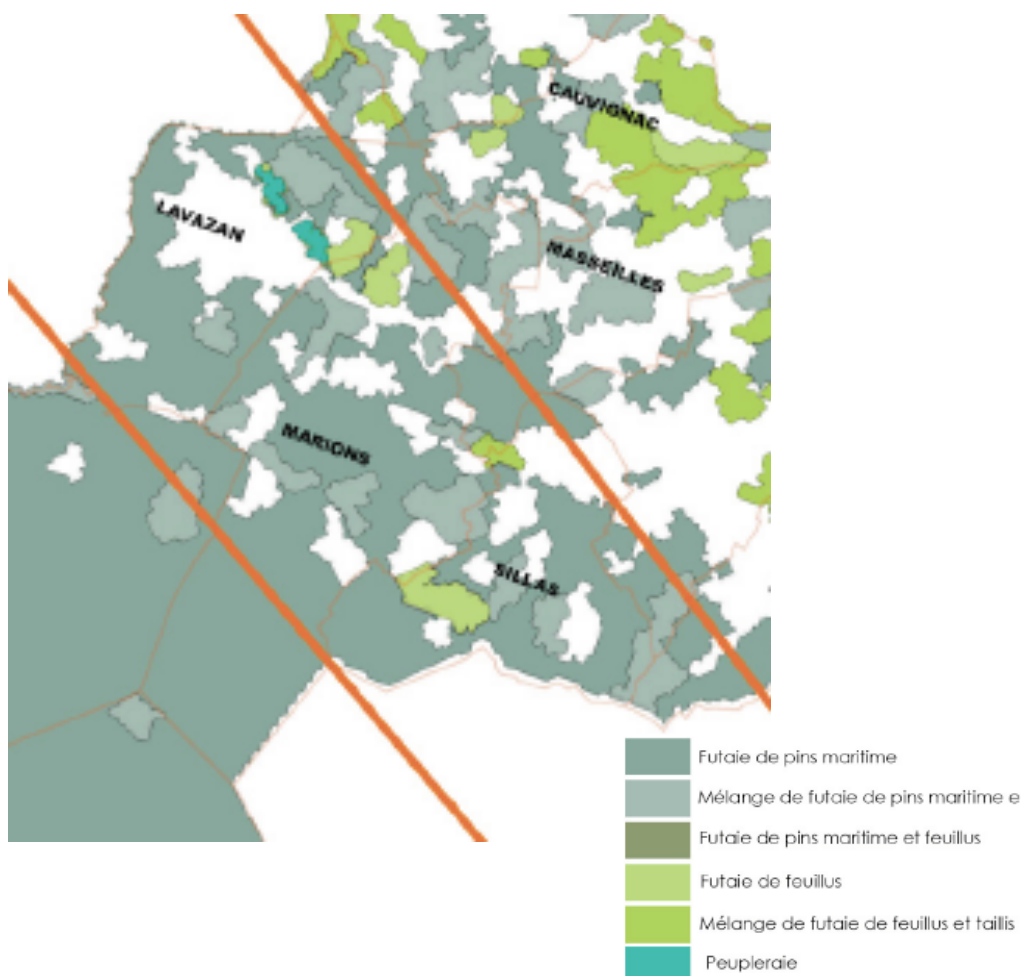 CAUVIGNAC
LAVAZAN
MASSEILLES
MARIONS
SILLAS
Futaie de pins maritime
Mélange de futaie de pins maritime e
Futaie de pins maritime et feuillus
Futaie de feuillus
Mélange de futaie de feuillus et taillis
Peupleraie